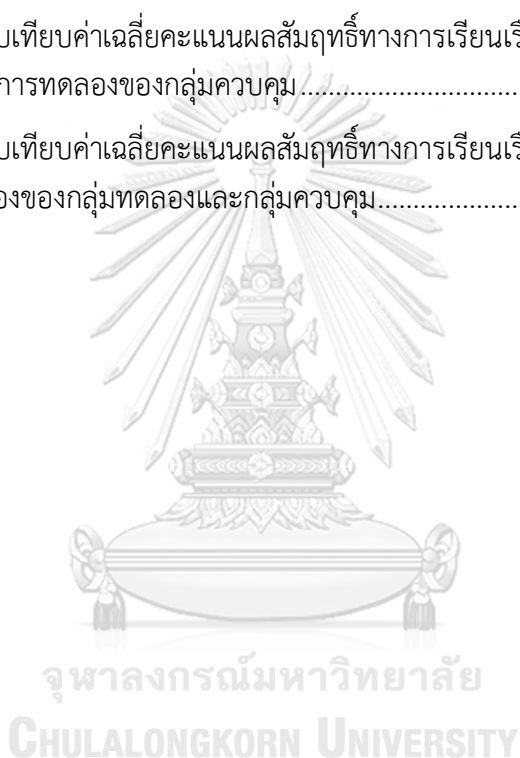 บเทียบค่าเฉลี่ยคะแนนผลสัมฤทธิ์ทางการเรียนเรื
การทดลองของกลุ่มควบคุม..............................
บเทียบค่าเฉลี่ยคะแนนผลสัมฤทธิ์ทางการเรียนเรื
องของกลุ่มทดลองและกลุ่มควบคุม....................
จุฬาลงกรณ์มหาวิทยาลัย
CHULALONGKORN UNIVERSITY